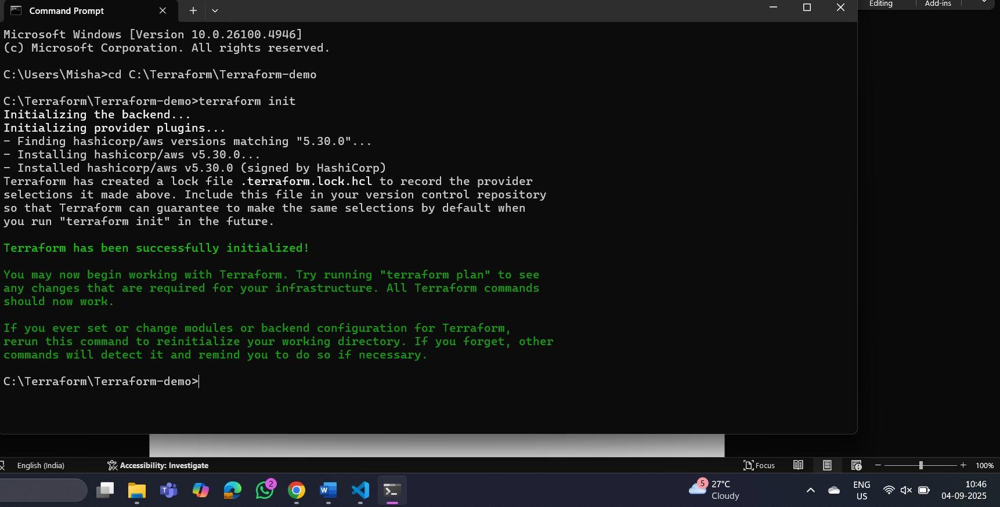 Command Prompt
Editing
Add-ins
Microsoft Windows [Version 10.0.26100.4946]
(c) Microsoft Corporation. All rights reserved.
C:\Users\Misha>cd C:\Terraform\Terraform-demo
C:\Terraform\Terraform-demo>terraform init
Initializing the backend...
Initializing provider plugins...
- Finding hashicorp/aws versions matching "5.30.0"...
- Installing hashicorp/aws v5.30.0...
- Installed hashicorp/aws v5.30.0 (signed by HashiCorp)
Terraform has created a lock file .terraform.lock.hcl to record the provider
selections it made above. Include this file in your version control repository
so that Terraform can guarantee to make the same selections by default when
you run "terraform init" in the future.
Terraform has been successfully initialized!
You may now begin working with Terraform. Try running "terraform plan" to see
any changes that are required for your infrastructure. All Terraform commands
should now work.
If you ever set or change modules or backend configuration for Terraform,
rerun this command to reinitialize your working directory. If you forget, other
commands will detect it and remind you to do so if necessary.
C:\Terraform\Terraform-demo>
English (India)
Accessibility: Investigate
Focus
100%
2
5
27°C
Cloudy
ENG
US
10:46
04-09-2025